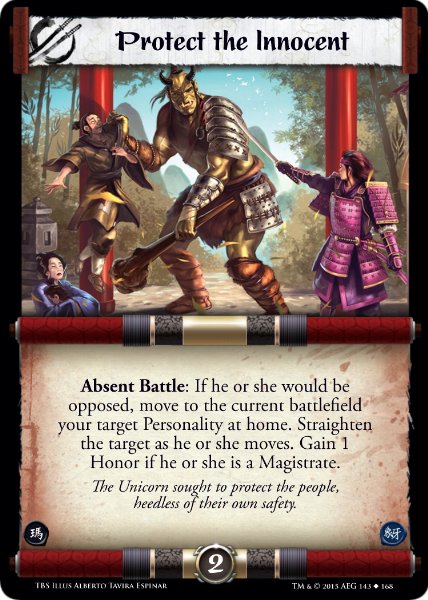 Protect the Innocent
Absent Battle: If he or she would be
opposed, move to the current battlefield
your target Personality at home. Straighten
the target as he or she moves. Gain 1
Honor if he or she is a Magistrate.
The Unicorn sought to protect the people,
heedless of their own safety.
瑪
象牙
2
TBS ILLUS ALBERTO TAVIRA ESPINAR
TM & © 2015 AEG 143 ◆ 168